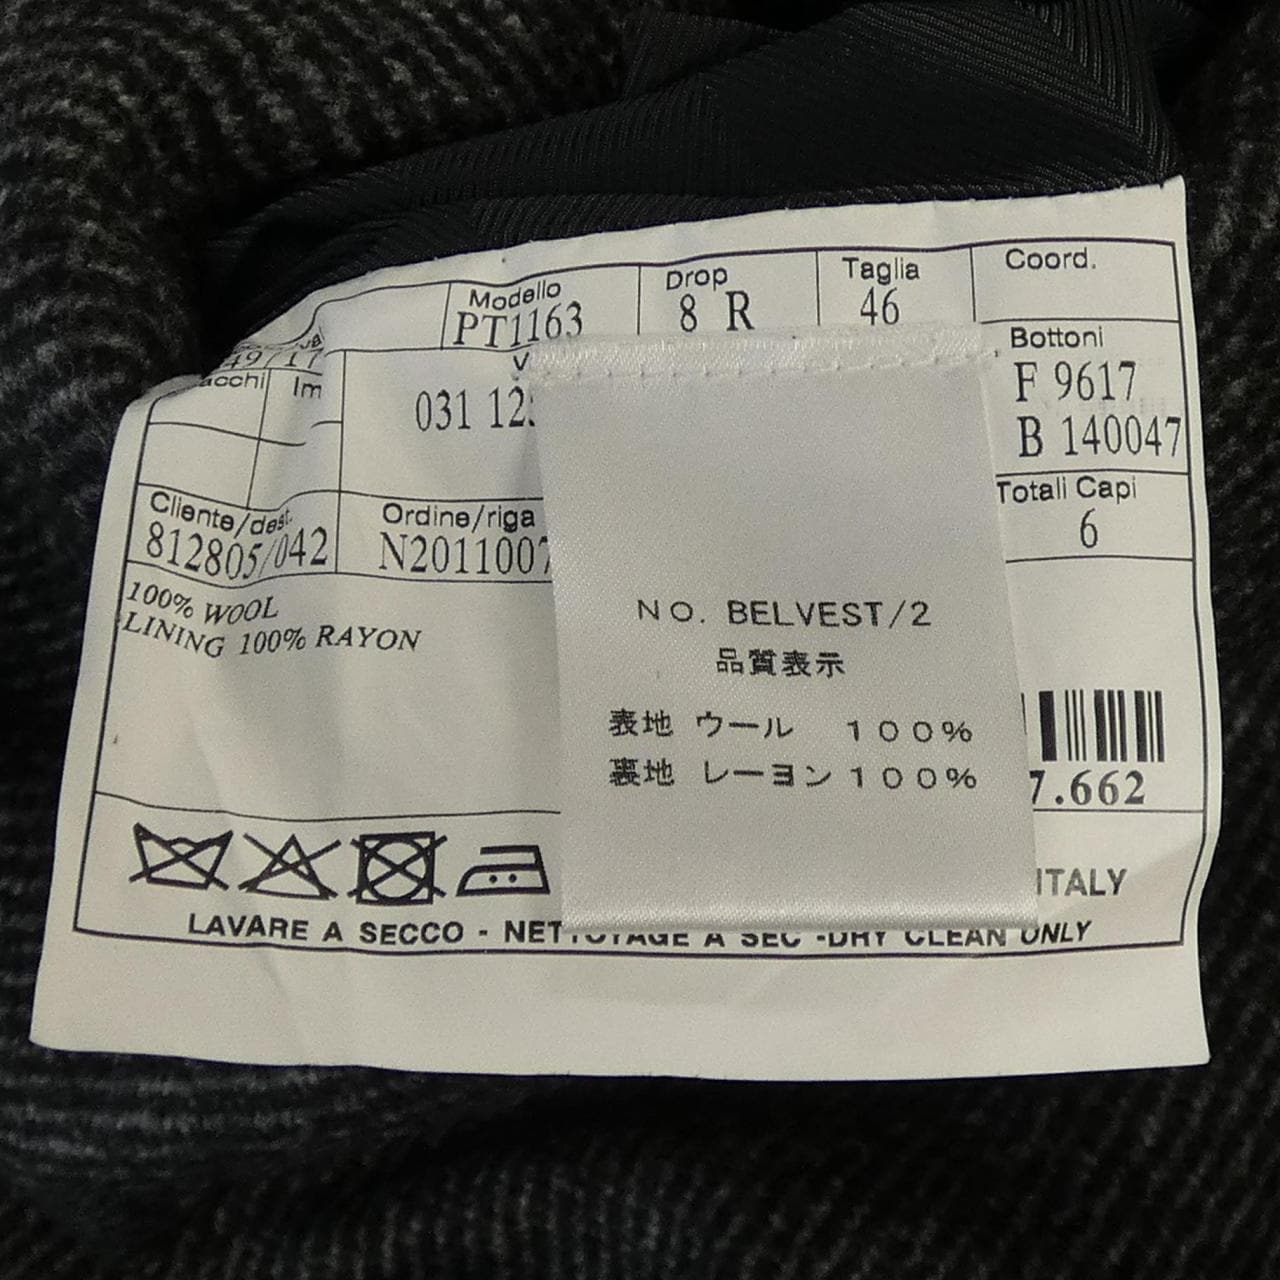 Modello
PT1163
Drop
8 R
Taglia
46
Coord.
031
Bottoni
F 9617
B 140047
Cliente/dest.
812805/042
Ordine/riga
Totali Capi
6
100% WOOL
LINING 100% RAYON
NO. BELVEST/2
品質表示
表地 ウール 100%
裏地 レーヨン 100%
7.662
ITALY
LAVARE A SECCO - NETTOYAGE A SEC -DRY CLEAN ONLY